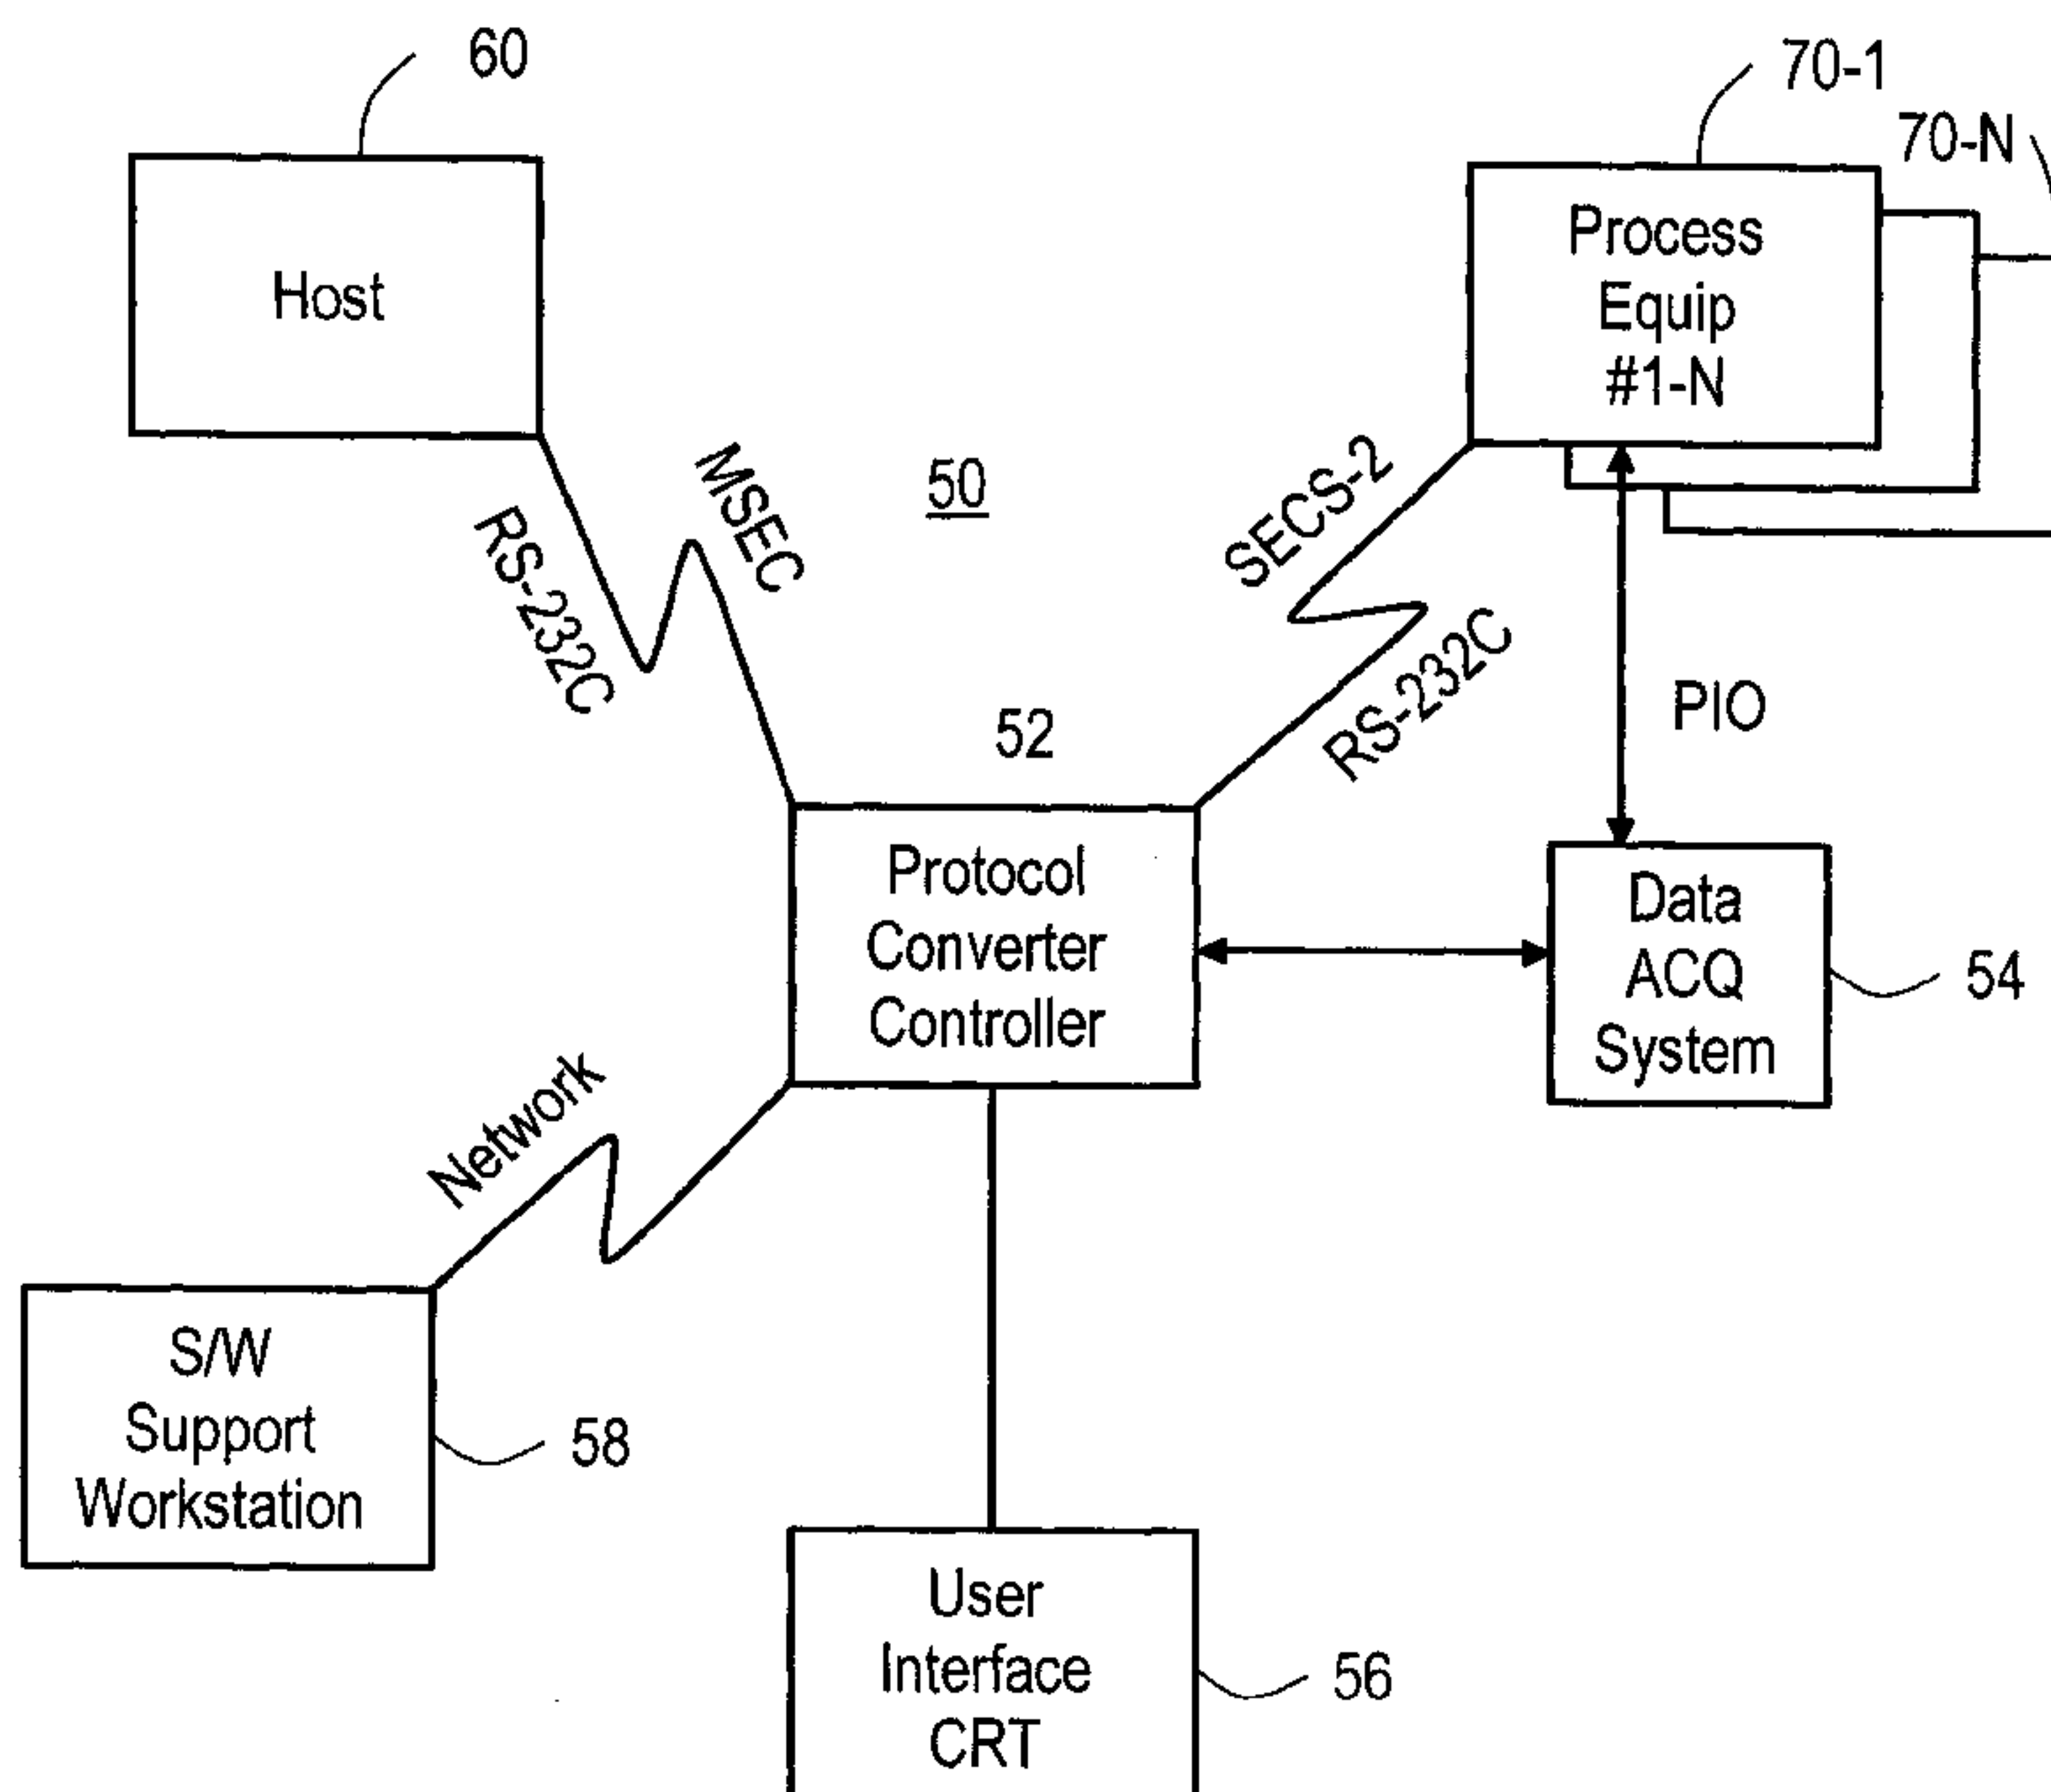 60
70-1
70-N
Host
Process
Equip
#1-N
50
MSEC
RS-232C
SECS-2
RS-232C
PIO
52
Protocol
Converter
Controller
Data
ACQ
System
54
Network
S/W
Support
Workstation
58
User
Interface
CRT
56